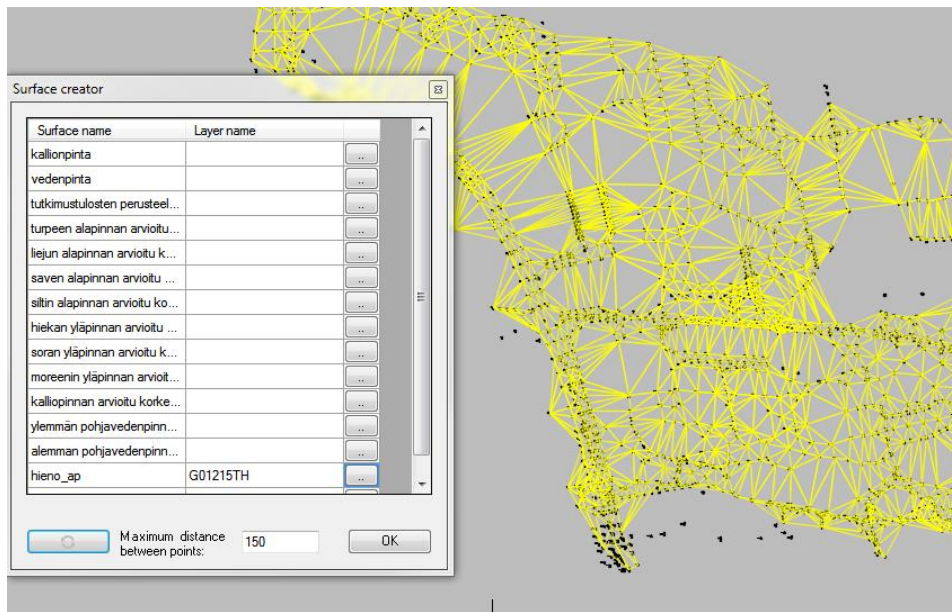 Surface creator
Surface name Layer name
kallionpinta ..
vedenpinta ..
tutkimustulosten perusteel... ..
turpeen alapinnan arvioitu... ..
liejun alapinnan arvioitu k... ..
saven alapinnan arvioitu ... ..
siltin alapinnan arvioitu ko... ..
hiekan yläpinnan arvioitu ... ..
soran yläpinnan arvioitu k... ..
moreenin yläpinnan arvioit... ..
kalliopinnan arvioitu korke... ..
ylemmän pohjavedenpinn... ..
alemman pohjavedenpinn... ..
hieno_ap G01215TH ..
Maximum distance
between points: 150 OK